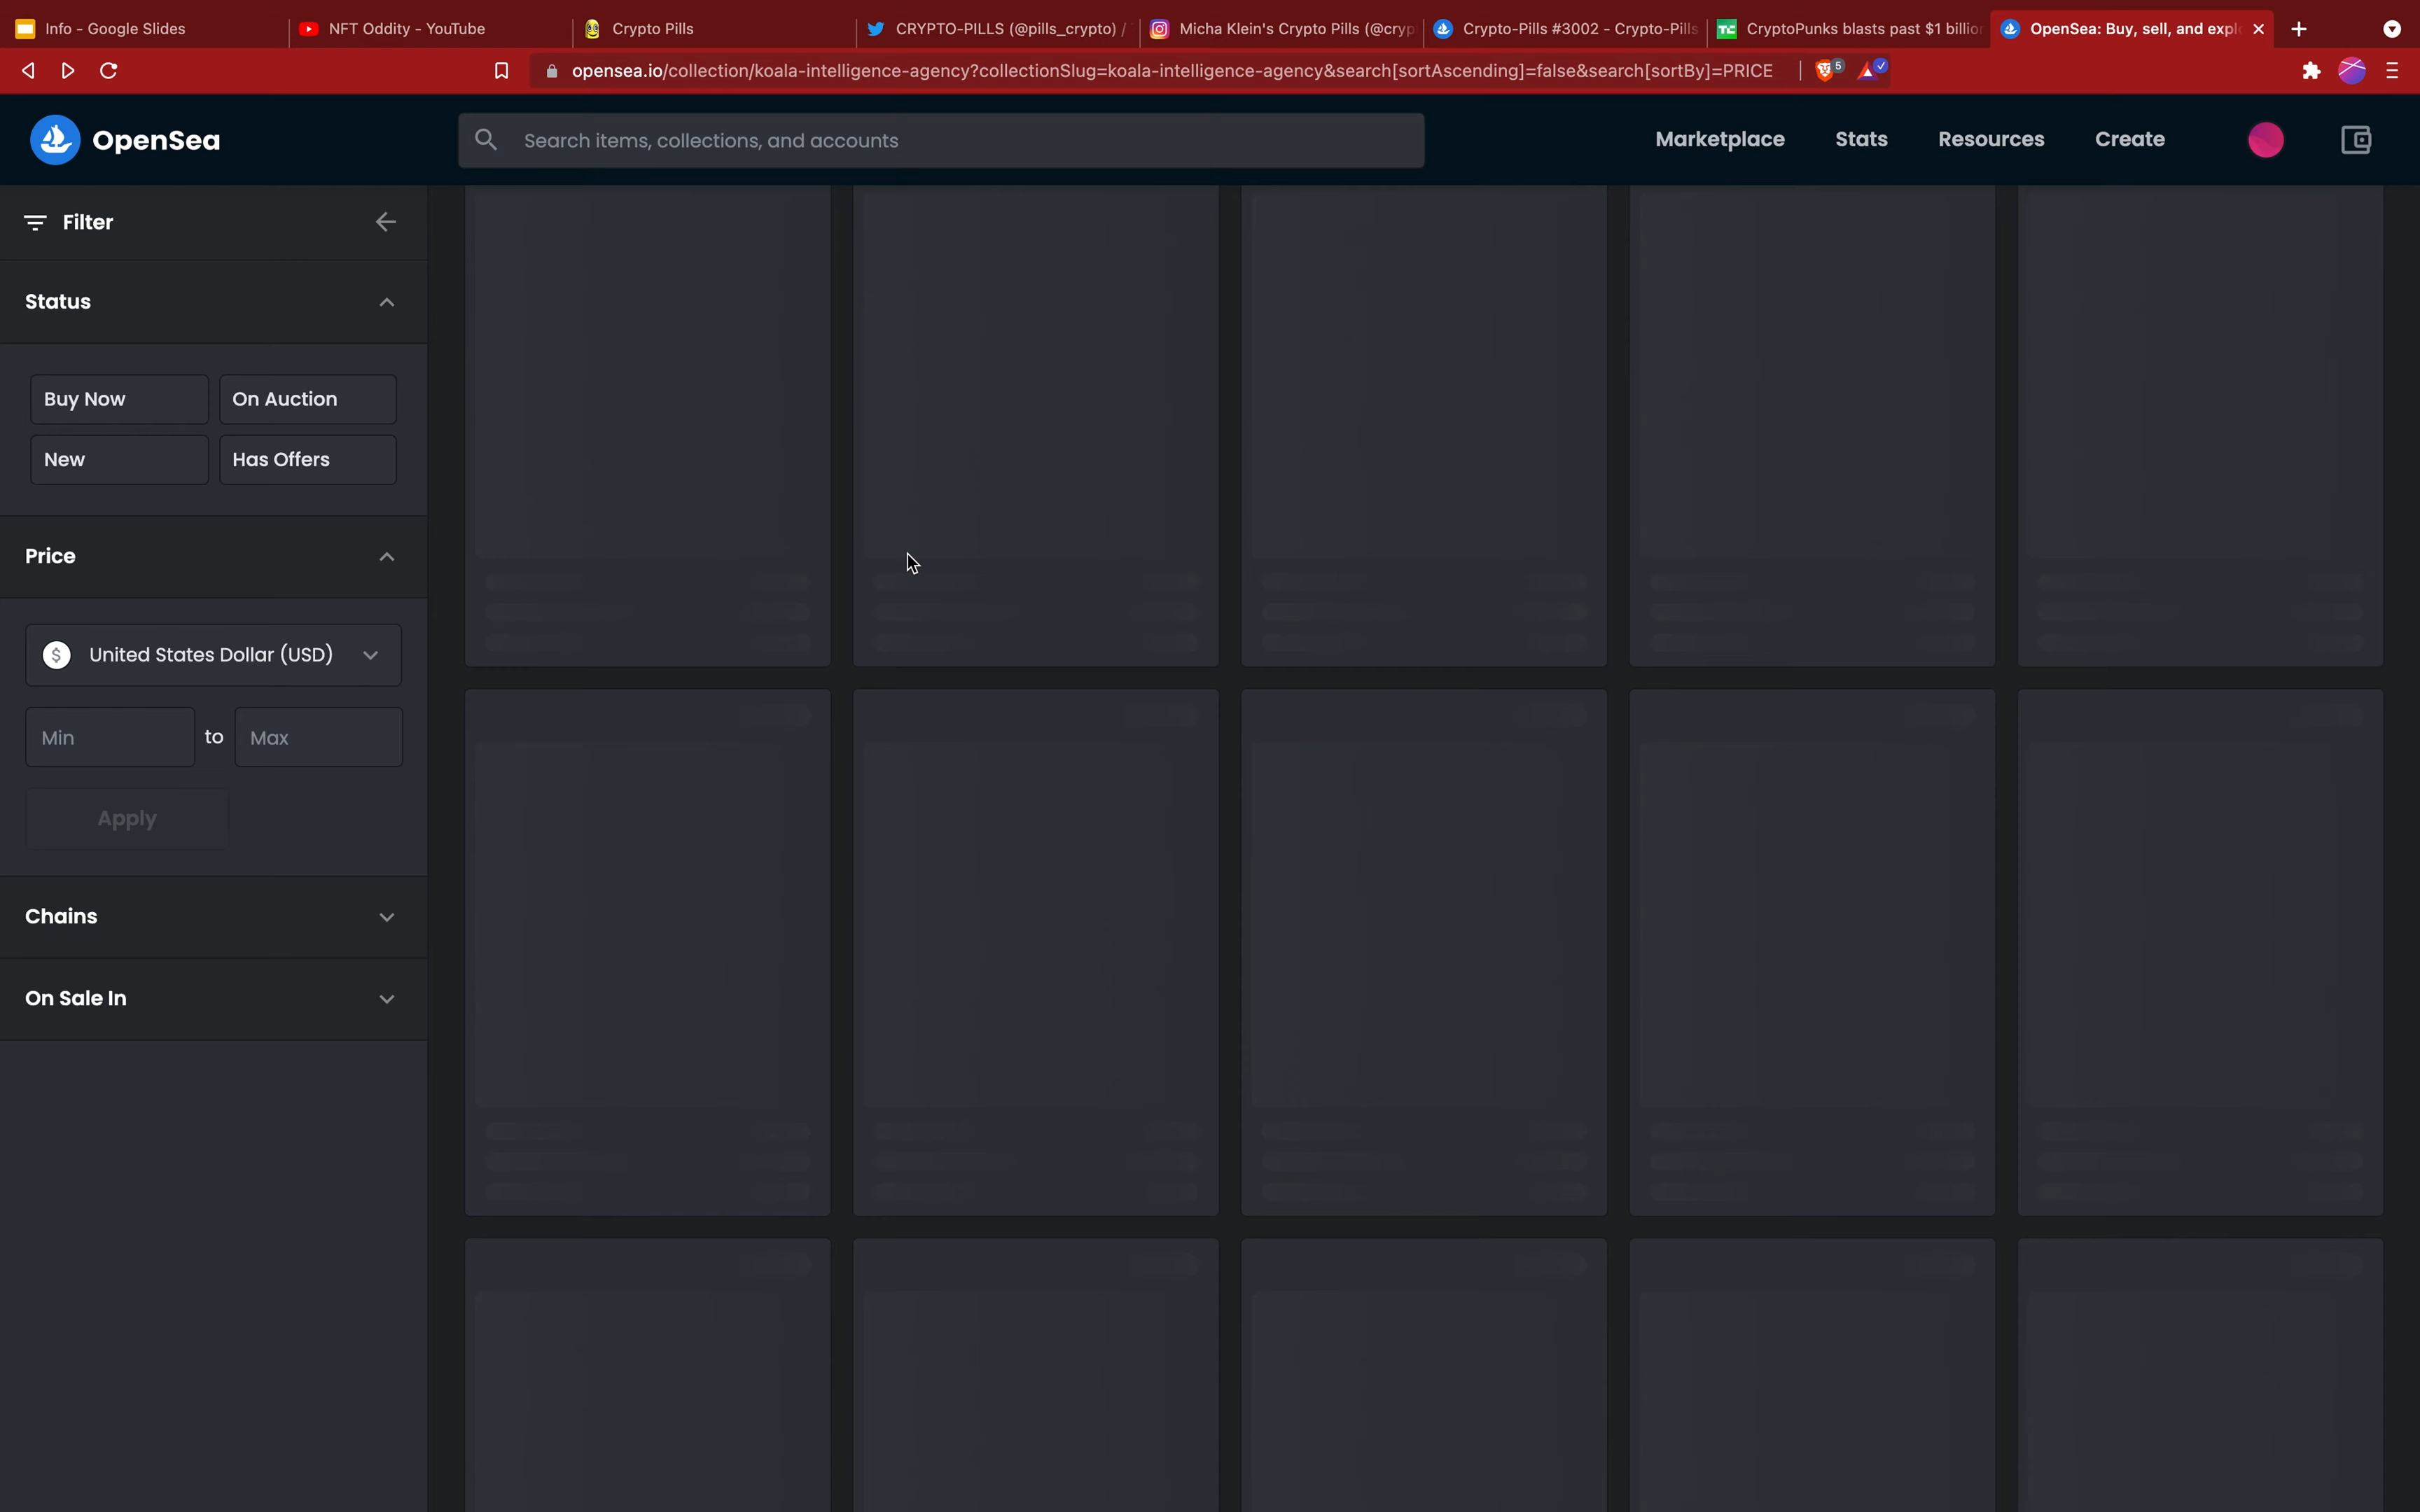 Info - Google Slides
NFT Oddity - YouTube
Crypto Pills
CRYPTO-PILLS (@pills_crypto) /
Micha Klein's Crypto Pills (@cryp
Crypto-Pills #3002 - Crypto-Pills
TC
CryptoPunks blasts past $1 billion
OpenSea: Buy, sell, and explo
opensea.io/collection/koala-intelligence-agency?collectionSlug=koala-intelligence-agency&search[sortAscending]=false&search[sortBy]=PRICE
5
OpenSea
Search items, collections, and accounts
Marketplace
Stats
Resources
Create
Filter
Status
Buy Now
On Auction
New
Has Offers
Price
$ United States Dollar (USD)
Min to Max
Apply
Chains
On Sale In